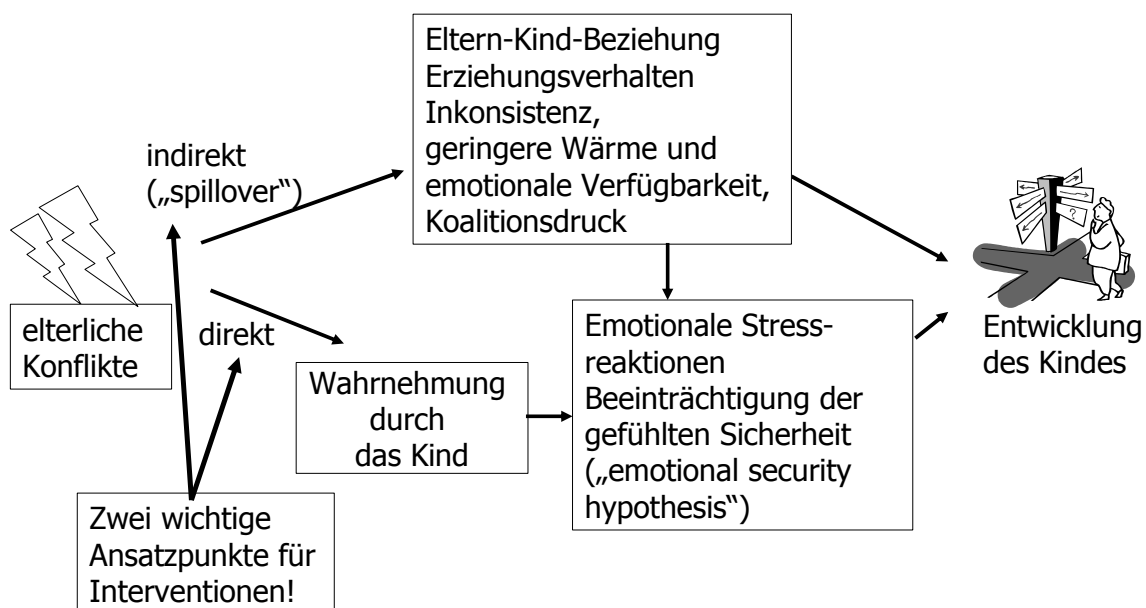 Eltern-Kind-Beziehung
Erziehungsverhalten
Inkonsistenz,
geringere Wärme und
emotionale Verfügbarkeit,
Koalitionsdruck
indirekt
(„spillover“)
elterliche
Konflikte
direkt
Wahrnehmung
durch
das Kind
Emotionale Stress-
reaktionen
Beeinträchtigung der
gefühlten Sicherheit
(„emotional security
hypothesis“)
?
Entwicklung
des Kindes
Zwei wichtige
Ansatzpunkte für
Interventionen!